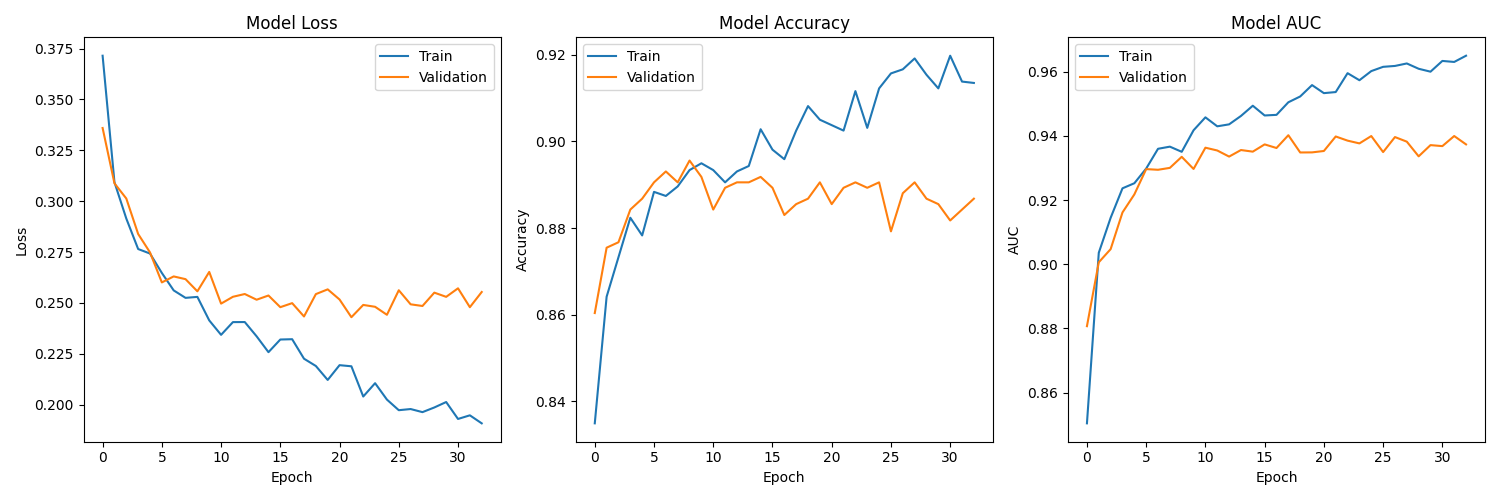 Model Loss
Train
Validation
0.375
0.350
0.325
0.300
0.275
0.250
0.225
0.200
Loss
0 5 10 15 20 25 30
Epoch
Model Accuracy
Train
Validation
0.92
0.90
0.88
0.86
0.84
Accuracy
0 5 10 15 20 25 30
Epoch
Model AUC
Train
Validation
0.96
0.94
0.92
0.90
0.88
0.86
AUC
0 5 10 15 20 25 30
Epoch